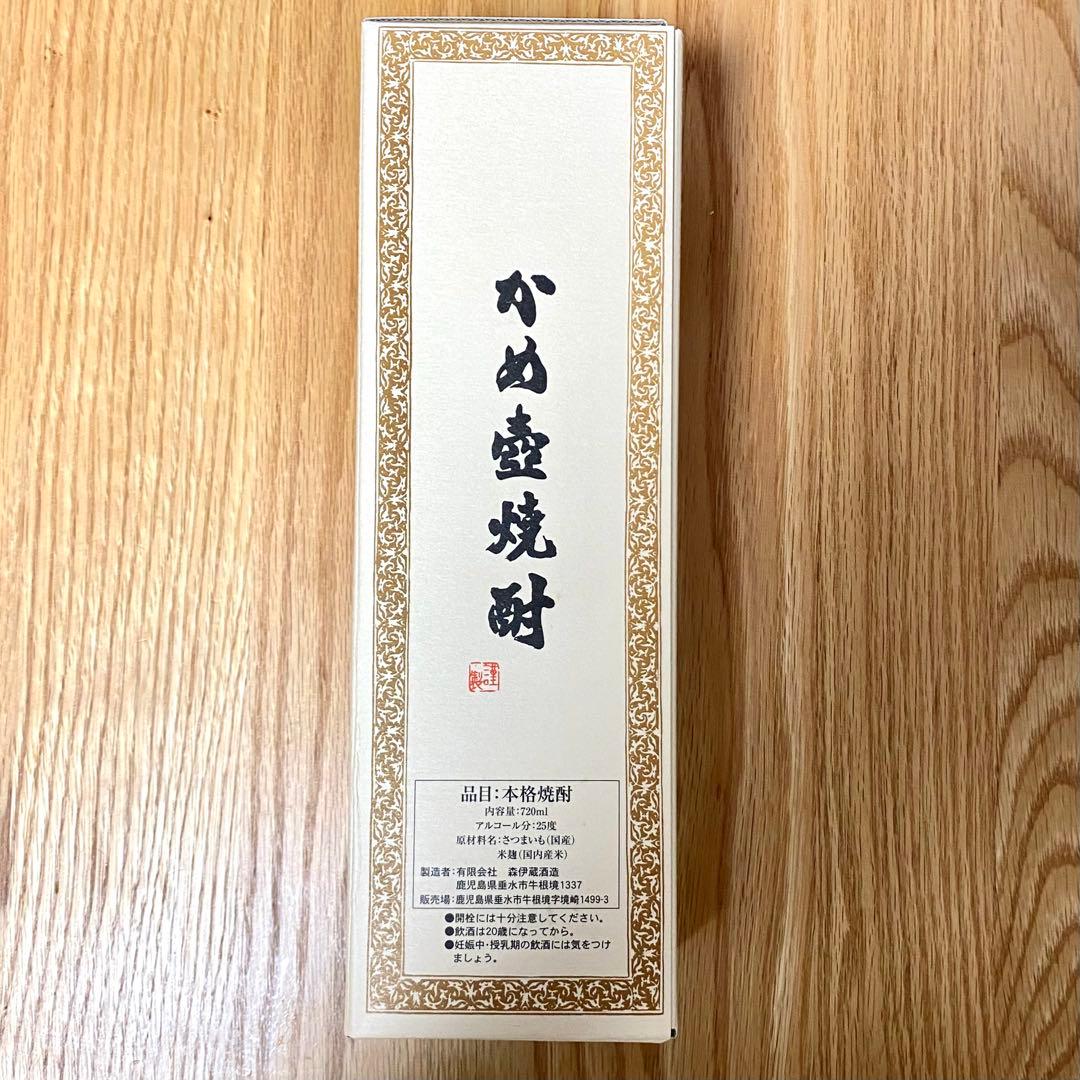 かめ壺焼酎
謹製
品目：本格焼酎
内容量：720ml
アルコール分：25度
原材料名：さつまいも（国産）
米麹（国内産米）
製造者：有限会社　森伊蔵酒造
鹿児島県垂水市牛根境1337
販売場：鹿児島県垂水市牛根境字境崎1499-3
●開栓には十分注意してください。
●飲酒は20歳になってから。
●妊娠中・授乳期の飲酒には気をつけ
ましょう。